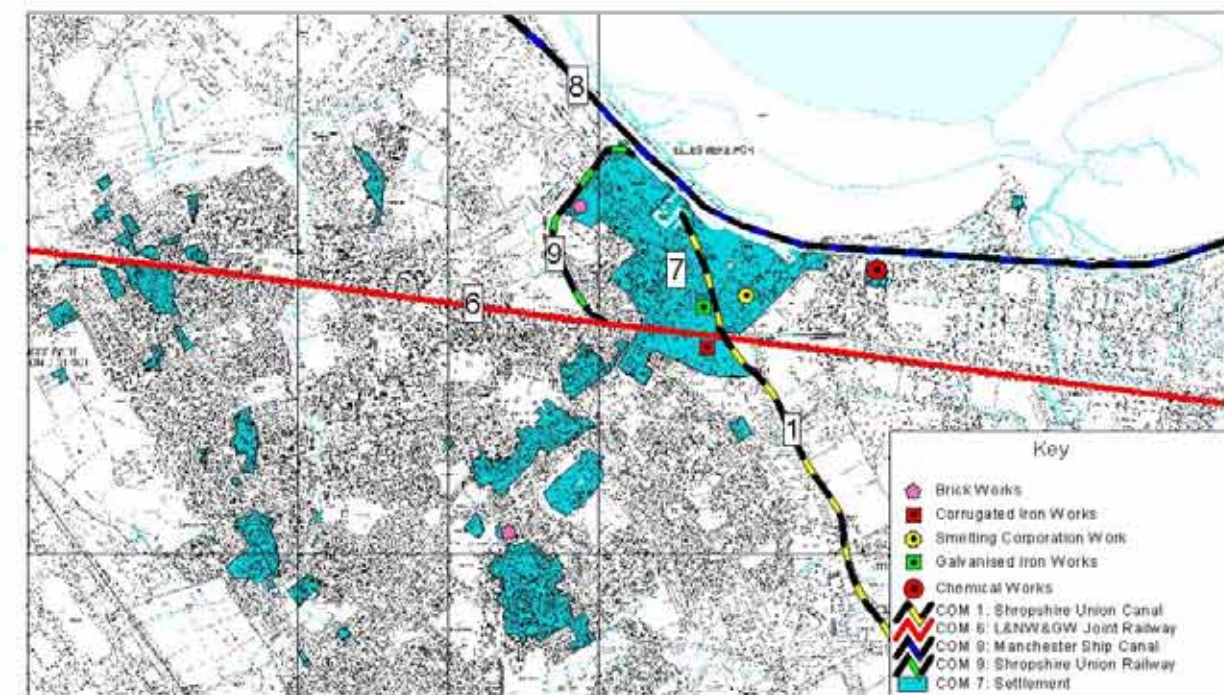 8
9
7
6
1
Key
Brick Works
Corrugated Iron Works
Smelting Corporation Work
Galvanised Iron Works
Chemical Works
COM 1: Shropshire Union Canal
COM 6: L&NW&GW Joint Railway
COM 8: Manchester Ship Canal
COM 9: Shropshire Union Railway
COM 7: Settlement